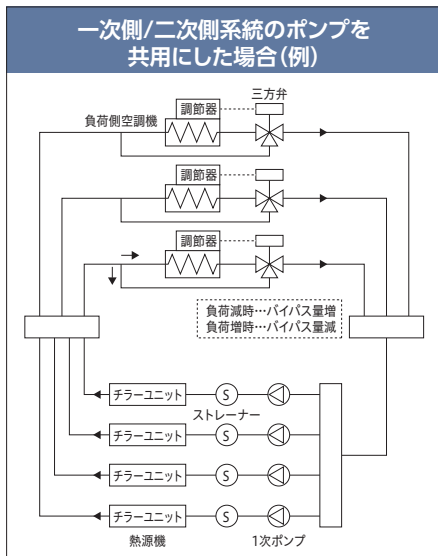 一次側/二次側系統のポンプを
共用にした場合(例)
三方弁
調節器
負荷側空調機
調節器
調節器
負荷減時…バイパス量増
負荷増時…バイパス量減
チラーユニット
S
ストレーナー
チラーユニット
S
チラーユニット
S
チラーユニット
S
熱源機
1次ポンプ